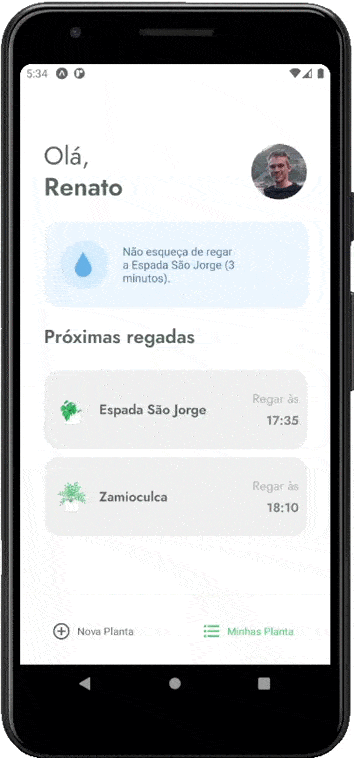 5:34
Olá,
Renato
Não esqueça de regar
a Espada São Jorge (3
minutos).
Próximas regadas
Regar às
Espada São Jorge
17:35
Regar às
Zamioculca
18:10
Nova Planta
Minhas Planta